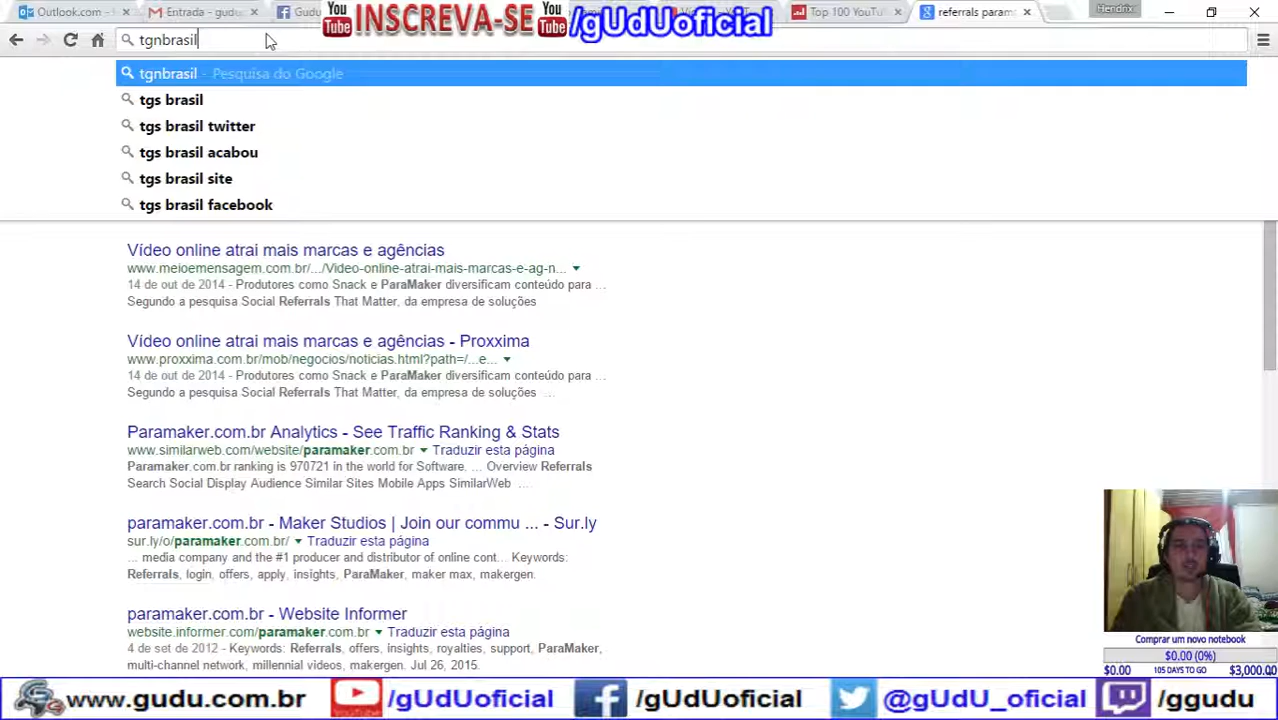 Outlook.com -
Entrada - gudu
Gudu
Top 100 YouTu
referrals param
Hendrix
You Tube INSCREVA-SE You Tube /gUdUoficial
tgnbrasil
tgnbrasil - Pesquisa do Google
tgs brasil
tgs brasil twitter
tgs brasil acabou
tgs brasil site
tgs brasil facebook
Vídeo online atrai mais marcas e agências
www.meioemensagem.com.br/.../Video-online-atrai-mais-marcas-e-ag-n...
14 de out de 2014 - Produtores como Snack e ParaMaker diversificam conteúdo para ...
Segundo a pesquisa Social Referrals That Matter, da empresa de soluções
Vídeo online atrai mais marcas e agências - Proxxima
www.proxxima.com.br/mob/negocios/noticias.html?path=/...e...
14 de out de 2014 - Produtores como Snack e ParaMaker diversificam conteúdo para ...
Segundo a pesquisa Social Referrals That Matter, da empresa de soluções ...
Paramaker.com.br Analytics - See Traffic Ranking & Stats
www.similarweb.com/website/paramaker.com.br Traduzir esta página
Paramaker.com.br ranking is 970721 in the world for Software. ... Overview Referrals
Search Social Display Audience Similar Sites Mobile Apps SimilarWeb ....
paramaker.com.br - Maker Studios | Join our commu ... - Sur.ly
sur.ly/o/paramaker.com.br/ Traduzir esta página
... media company and the #1 producer and distributor of online cont... Keywords:
Referrals, login, offers, apply, insights, ParaMaker, maker max, makergen.
paramaker.com.br - Website Informer
website.informer.com/paramaker.com.br Traduzir esta página
4 de set de 2012 - Keywords: Referrals, offers, insights, royalties, support, ParaMaker,
multi-channel network, millennial videos, makergen. Jul 26, 2015.
Comprar um novo notebook
$0.00 (0%)
$0.00 105 DAYS TO GO $3,000.00
www.gudu.com.br /gUdUoficial /gUdUoficial @gUdU_oficial /ggudu